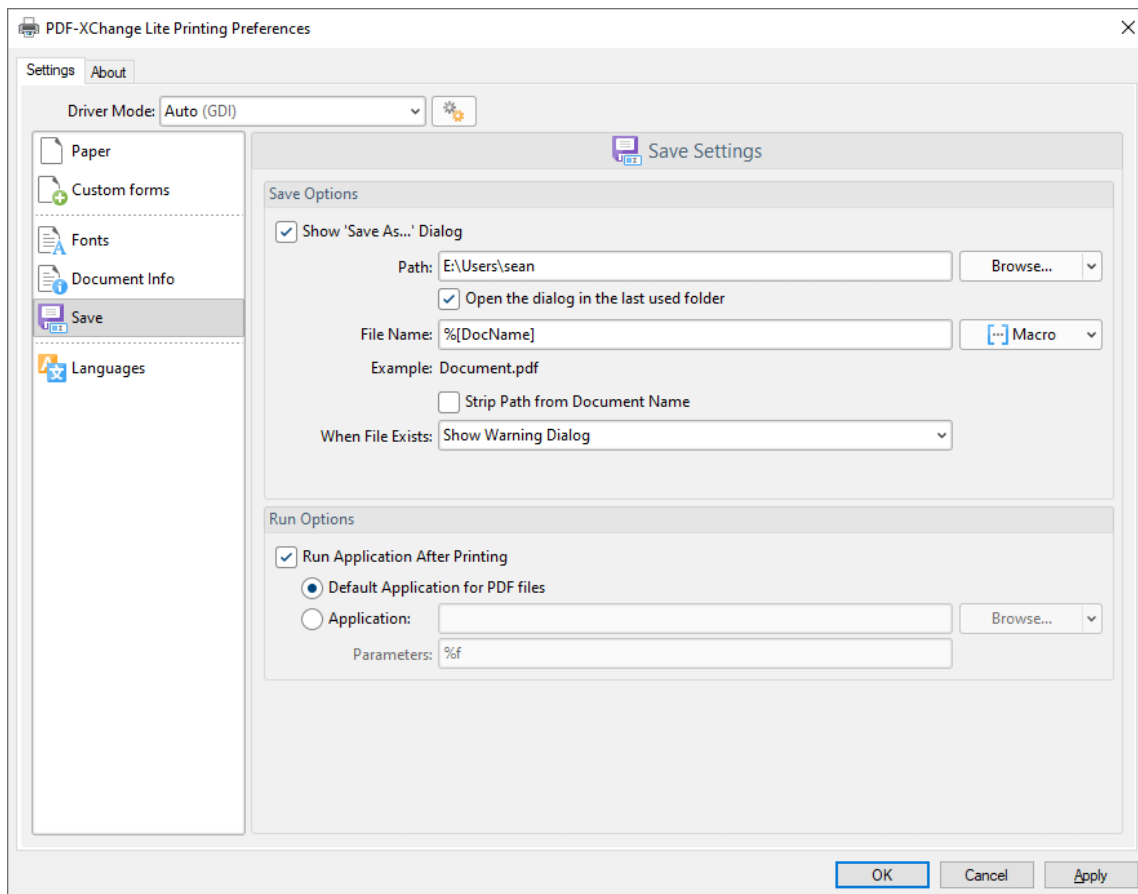 PDF-XChange Lite Printing Preferences
Settings About
Driver Mode: Auto (GDI)
Paper
Custom forms
Fonts
Document Info
Save
Languages
Save Settings
Save Options
Show 'Save As...' Dialog
Path: E:\Users\sean Browse...
Open the dialog in the last used folder
File Name: %[DocName] Macro
Example: Document.pdf
Strip Path from Document Name
When File Exists: Show Warning Dialog
Run Options
Run Application After Printing
Default Application for PDF files
Application: Browse...
Parameters: %f
OK Cancel Apply